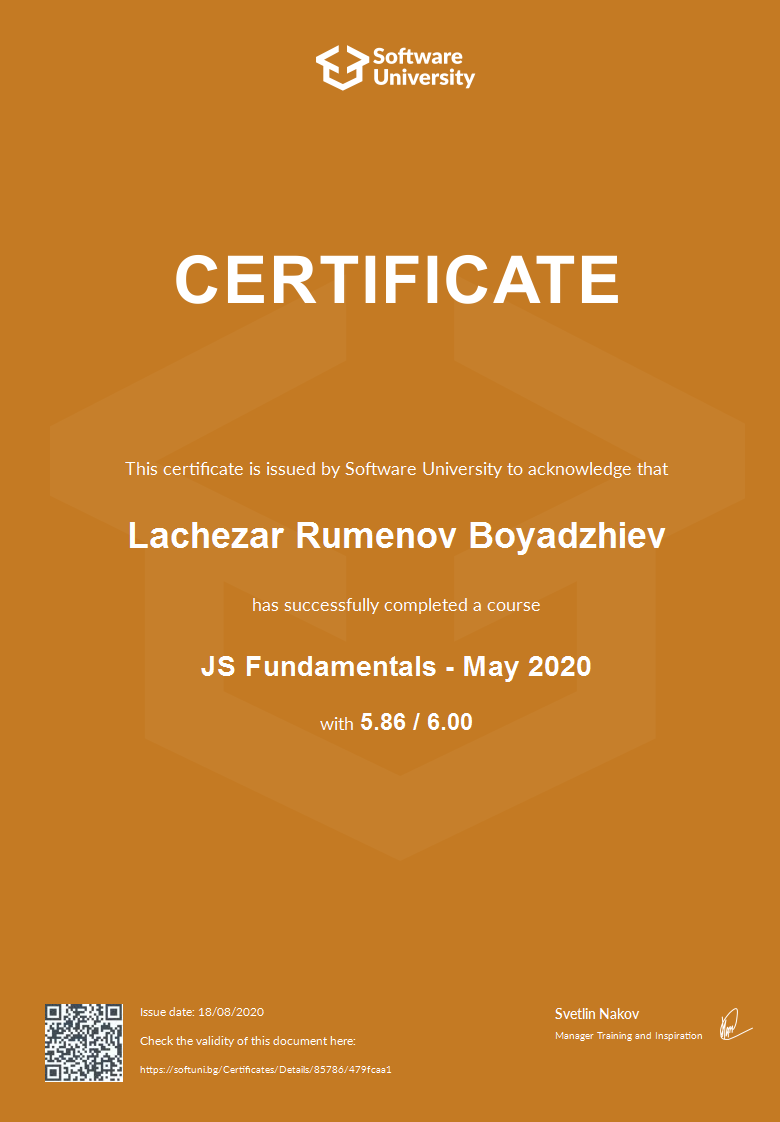 Software
University
CERTIFICATE
This certificate is issued by Software University to acknowledge that
Lachezar Rumenov Boyadzhiev
has successfully completed a course
JS Fundamentals - May 2020
with 5.86 / 6.00
Issue date: 18/08/2020
Check the validity of this document here:
https://softuni.bg/Certificates/Details/85786/479fcaa1
Svetlin Nakov
Manager Training and Inspiration